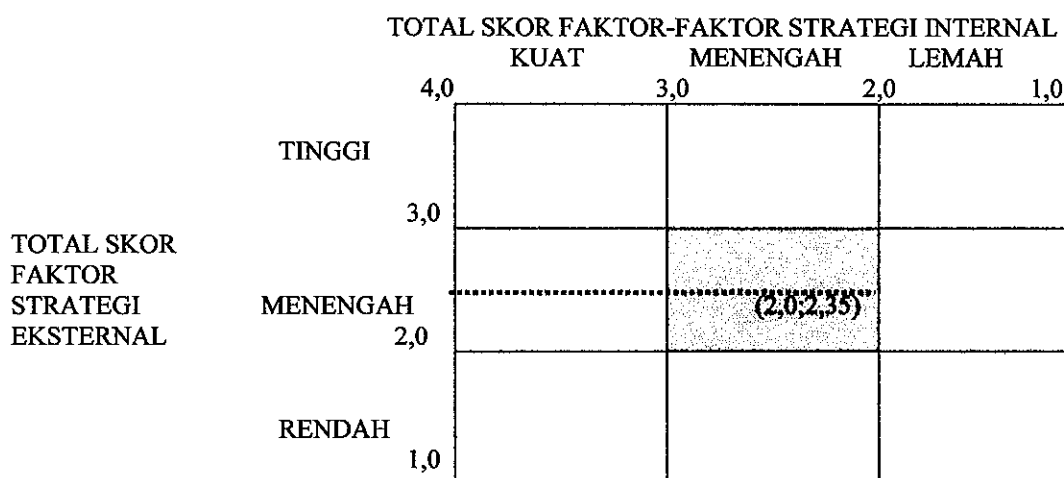 TOTAL SKOR FAKTOR-FAKTOR STRATEGI INTERNAL
KUAT MENENGAH LEMAH
4,0 3,0 2,0 1,0
TINGGI
3,0
TOTAL SKOR
FAKTOR
STRATEGI
EKSTERNAL
MENENGAH
(2,0;2,35)
2,0
RENDAH
1,0